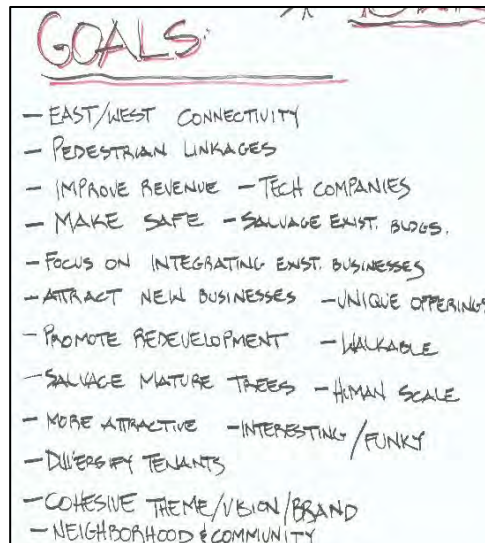 GOALS:
- EAST/WEST CONNECTIVITY
- PEDESTRIAN LINKAGES
- IMPROVE REVENUE - TECH COMPANIES
- MAKE SAFE - SALVAGE EXIST. BLDGS.
- FOCUS ON INTEGRATING EXIST. BUSINESSES
- ATTRACT NEW BUSINESSES - UNIQUE OFFERINGS
- PROMOTE REDEVELOPMENT - WALKABLE
- SALVAGE MATURE TREES - HUMAN SCALE
- MORE ATTRACTIVE - INTERESTING/FUNKY
- DIVERSIFY TENANTS
- COHESIVE THEME/VISION/BRAND
- NEIGHBORHOOD & COMMUNITY